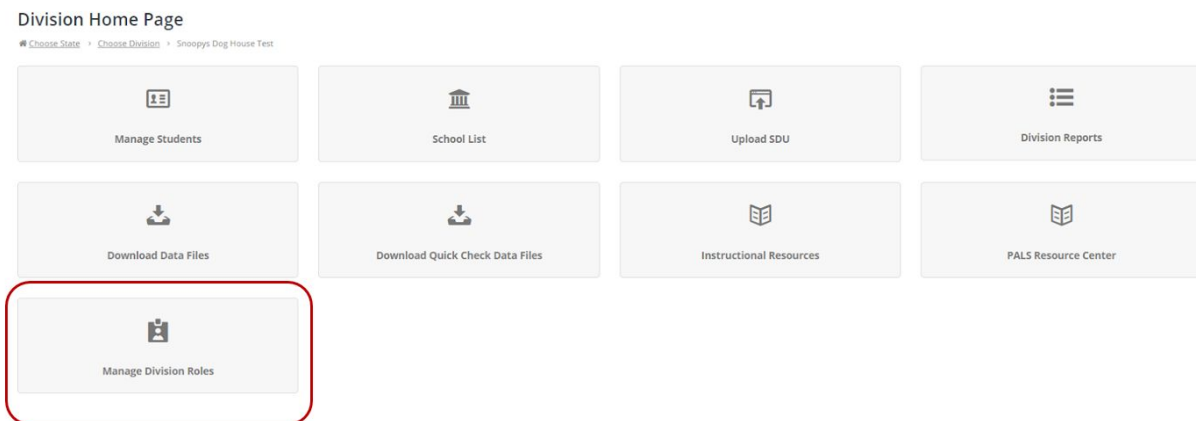 Division Home Page
Choose State › Choose Division › Snoopys Dog House Test
Manage Students
School List
Upload SDU
Division Reports
Download Data Files
Download Quick Check Data Files
Instructional Resources
PALS Resource Center
Manage Division Roles